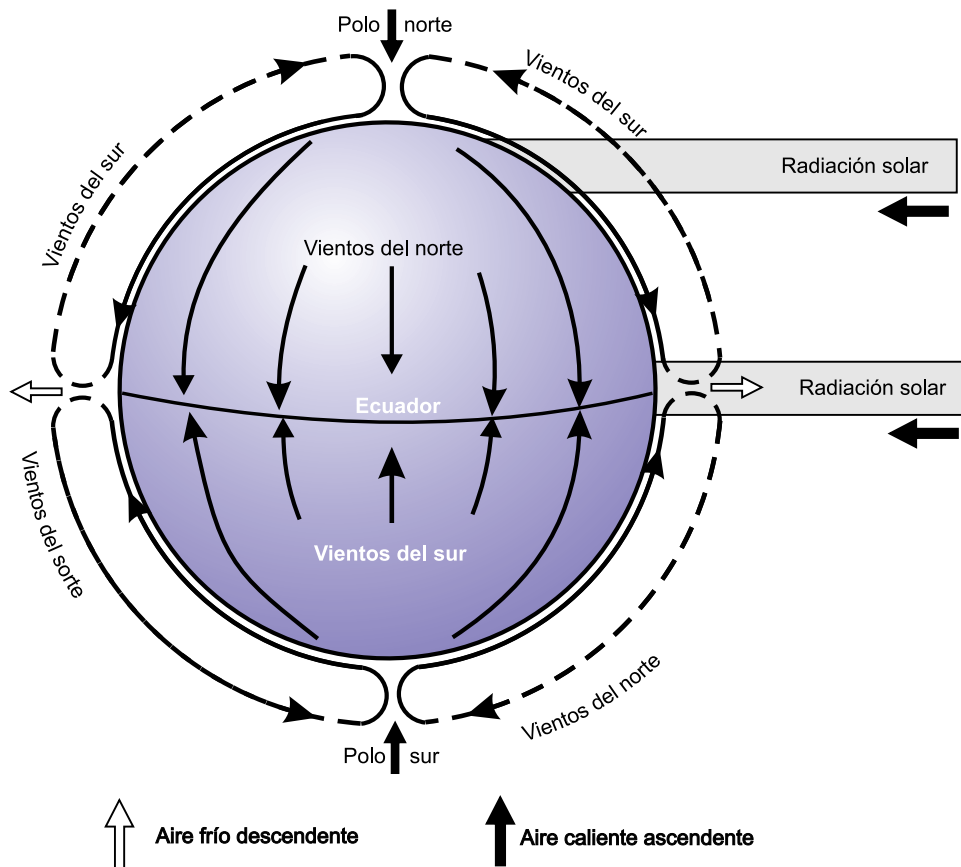 Polo norte
Vientos del sur
Vientos del sur
Radiación solar
Vientos del norte
Radiación solar
Ecuador
Vientos del sorte
Vientos del sur
Vientos del norte
Polo sur
Aire frío descendente
Aire caliente ascendente